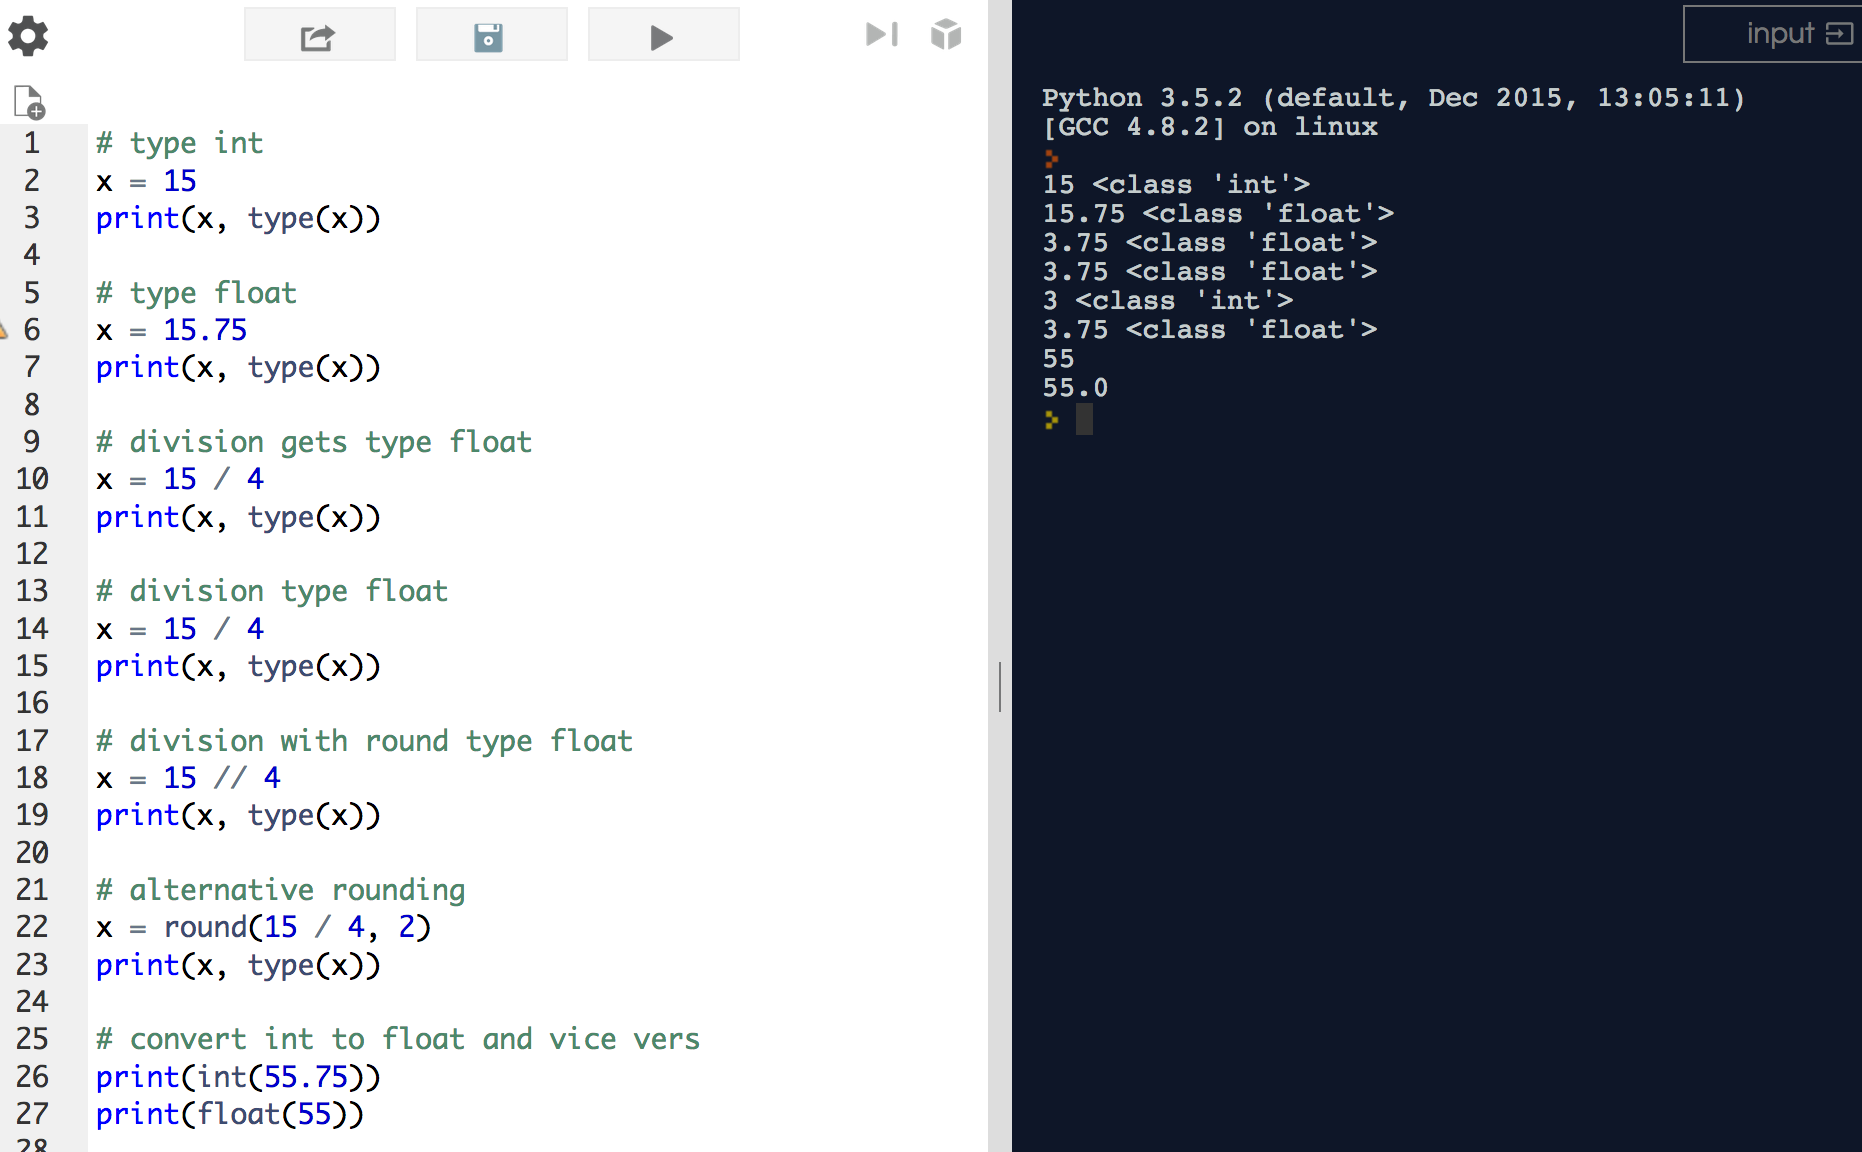 input
1 # type int
2 x = 15
3 print(x, type(x))
4
5 # type float
6 x = 15.75
7 print(x, type(x))
8
9 # division gets type float
10 x = 15 / 4
11 print(x, type(x))
12
13 # division type float
14 x = 15 / 4
15 print(x, type(x))
16
17 # division with round type float
18 x = 15 // 4
19 print(x, type(x))
20
21 # alternative rounding
22 x = round(15 / 4, 2)
23 print(x, type(x))
24
25 # convert int to float and vice vers
26 print(int(55.75))
27 print(float(55))
28
Python 3.5.2 (default, Dec 2015, 13:05:11)
[GCC 4.8.2] on linux
15 <class 'int'>
15.75 <class 'float'>
3.75 <class 'float'>
3.75 <class 'float'>
3 <class 'int'>
3.75 <class 'float'>
55
55.0